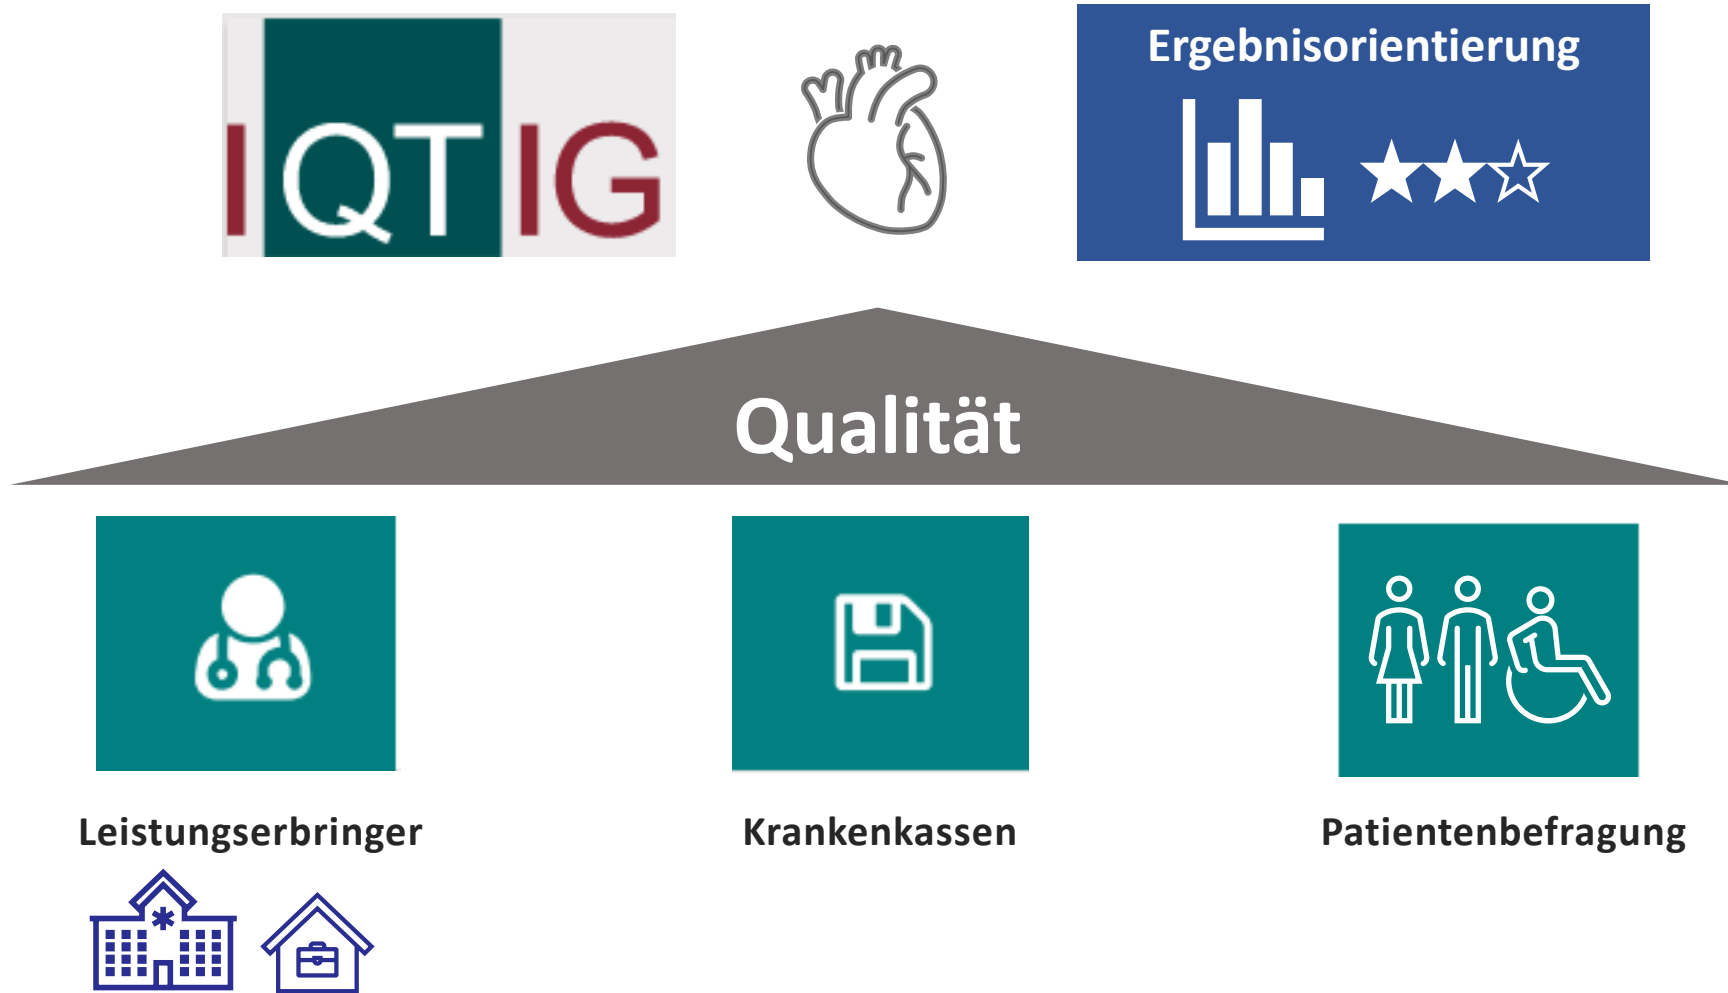 IQTIG
Ergebnisorientierung
Qualität
Leistungserbringer
Krankenkassen
Patientenbefragung